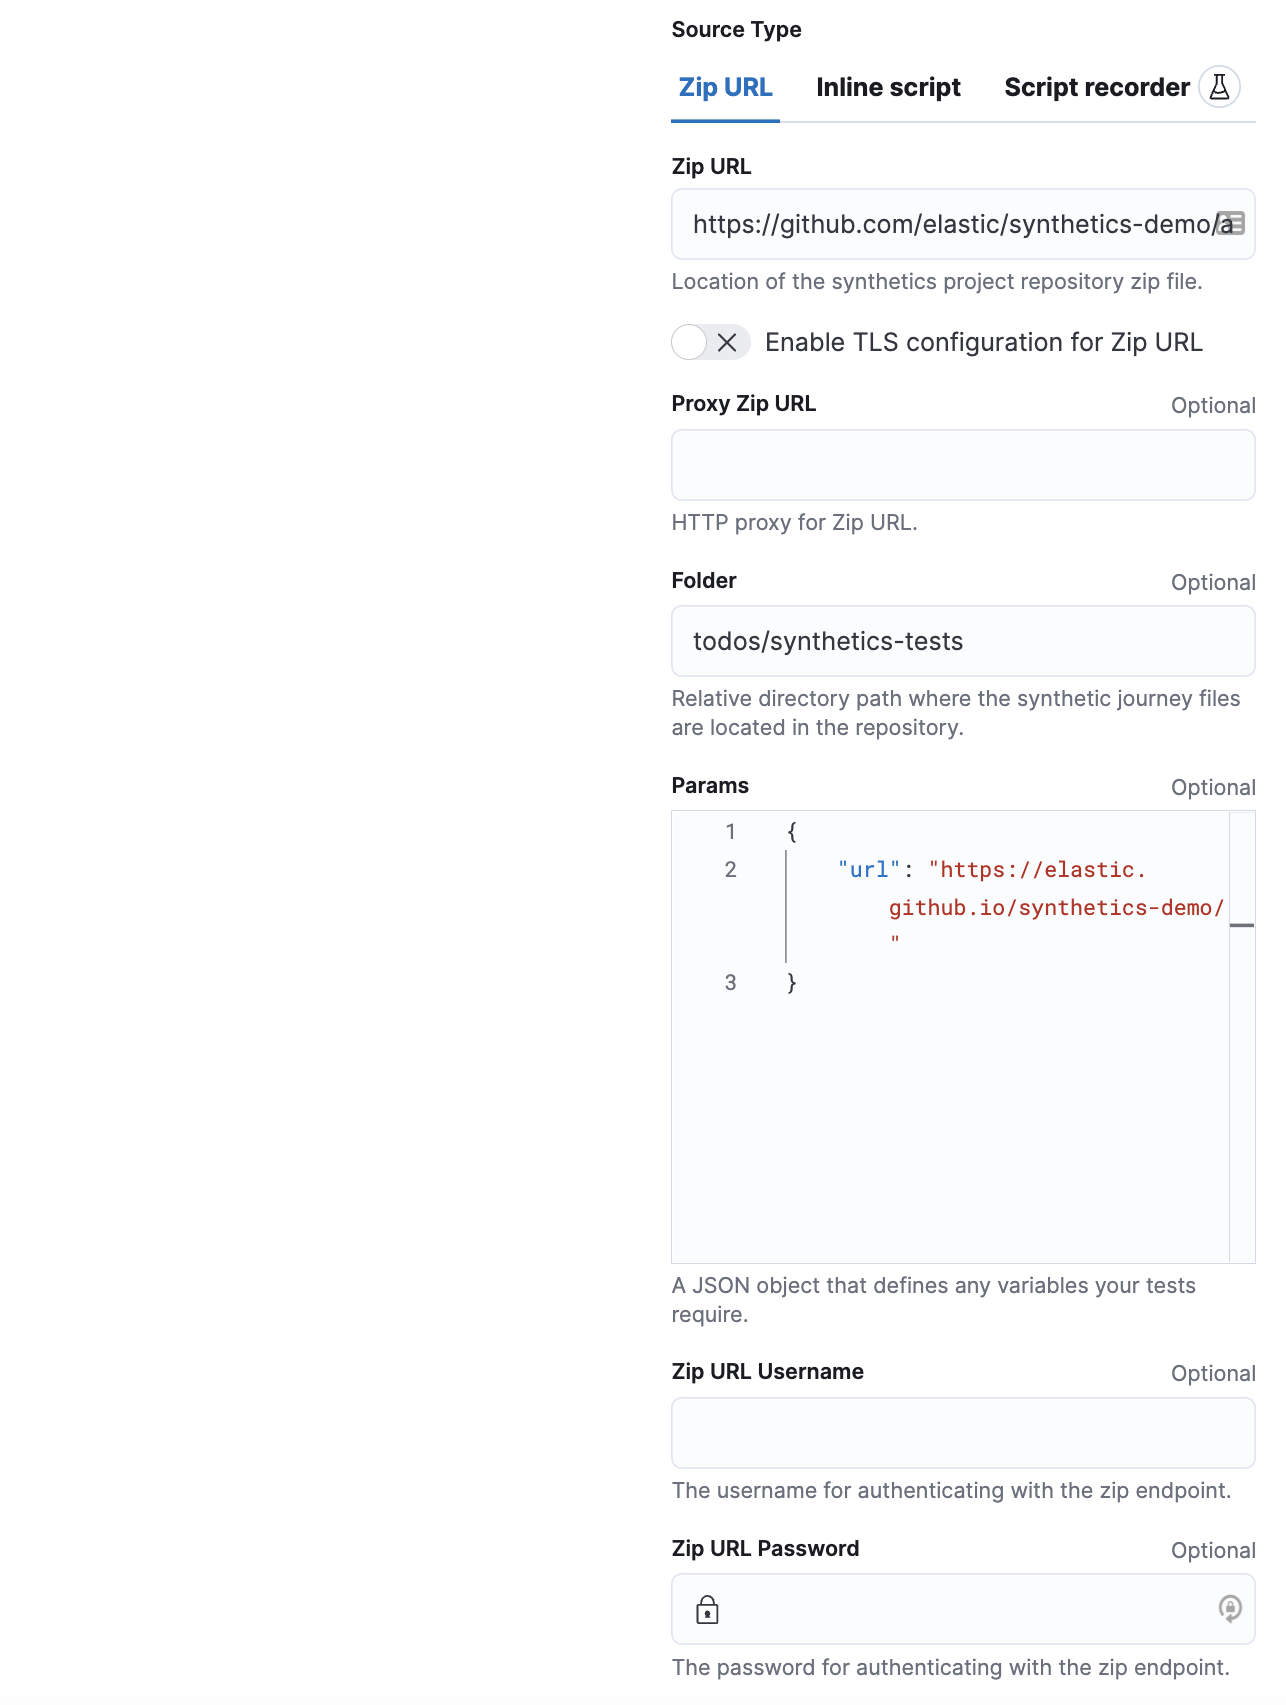 Source Type
Zip URL Inline script Script recorder
Zip URL
https://github.com/elastic/synthetics-demo/a
Location of the synthetics project repository zip file.
Enable TLS configuration for Zip URL
Proxy Zip URL Optional
HTTP proxy for Zip URL.
Folder Optional
todos/synthetics-tests
Relative directory path where the synthetic journey files
are located in the repository.
Params Optional
1 {
2 "url": "https://elastic.
github.io/synthetics-demo/
"
3 }
A JSON object that defines any variables your tests
require.
Zip URL Username Optional
The username for authenticating with the zip endpoint.
Zip URL Password Optional
The password for authenticating with the zip endpoint.